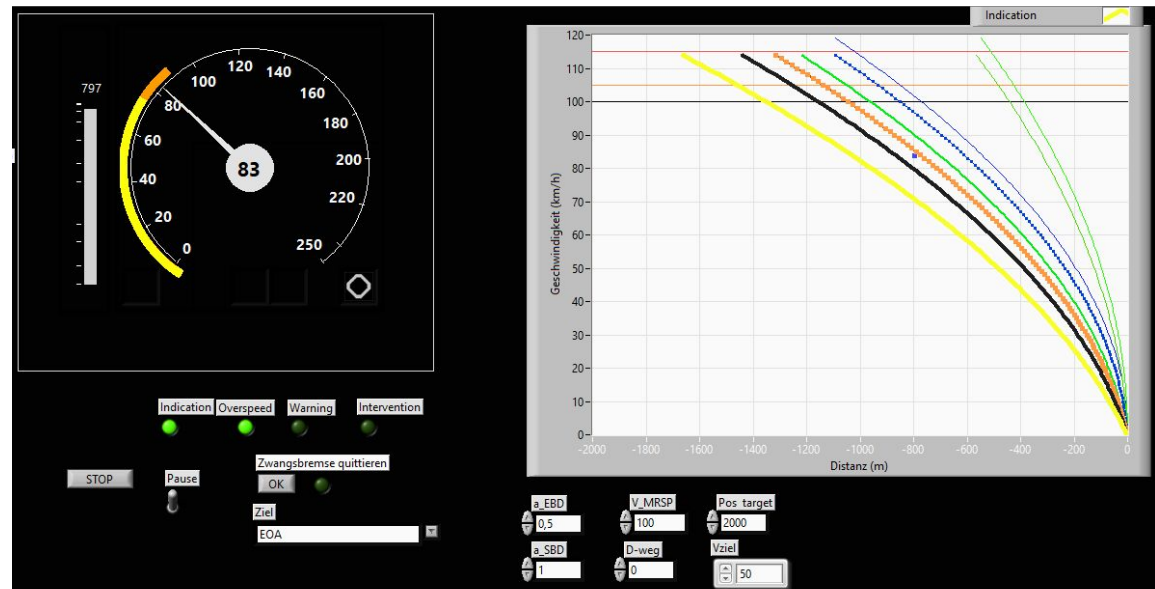 797
0
20
40
60
80
100
120
140
160
180
200
220
250
83
Indication
Overspeed
Warning
Intervention
STOP
Pause
Zwangsbremse quittieren
OK
Ziel
EOA
Indication
Geschwindigkeit (km/h)
120-
110-
100-
90-
80-
70-
60-
50-
40-
30-
20-
10-
0-
-2000
-1800
-1600
-1400
-1200
-1000
-800
-600
-400
-200
0
Distanz (m)
a_EBD
0,5
V_MRSP
100
Pos target
2000
a_SBD
1
D-weg
0
Vziel
50